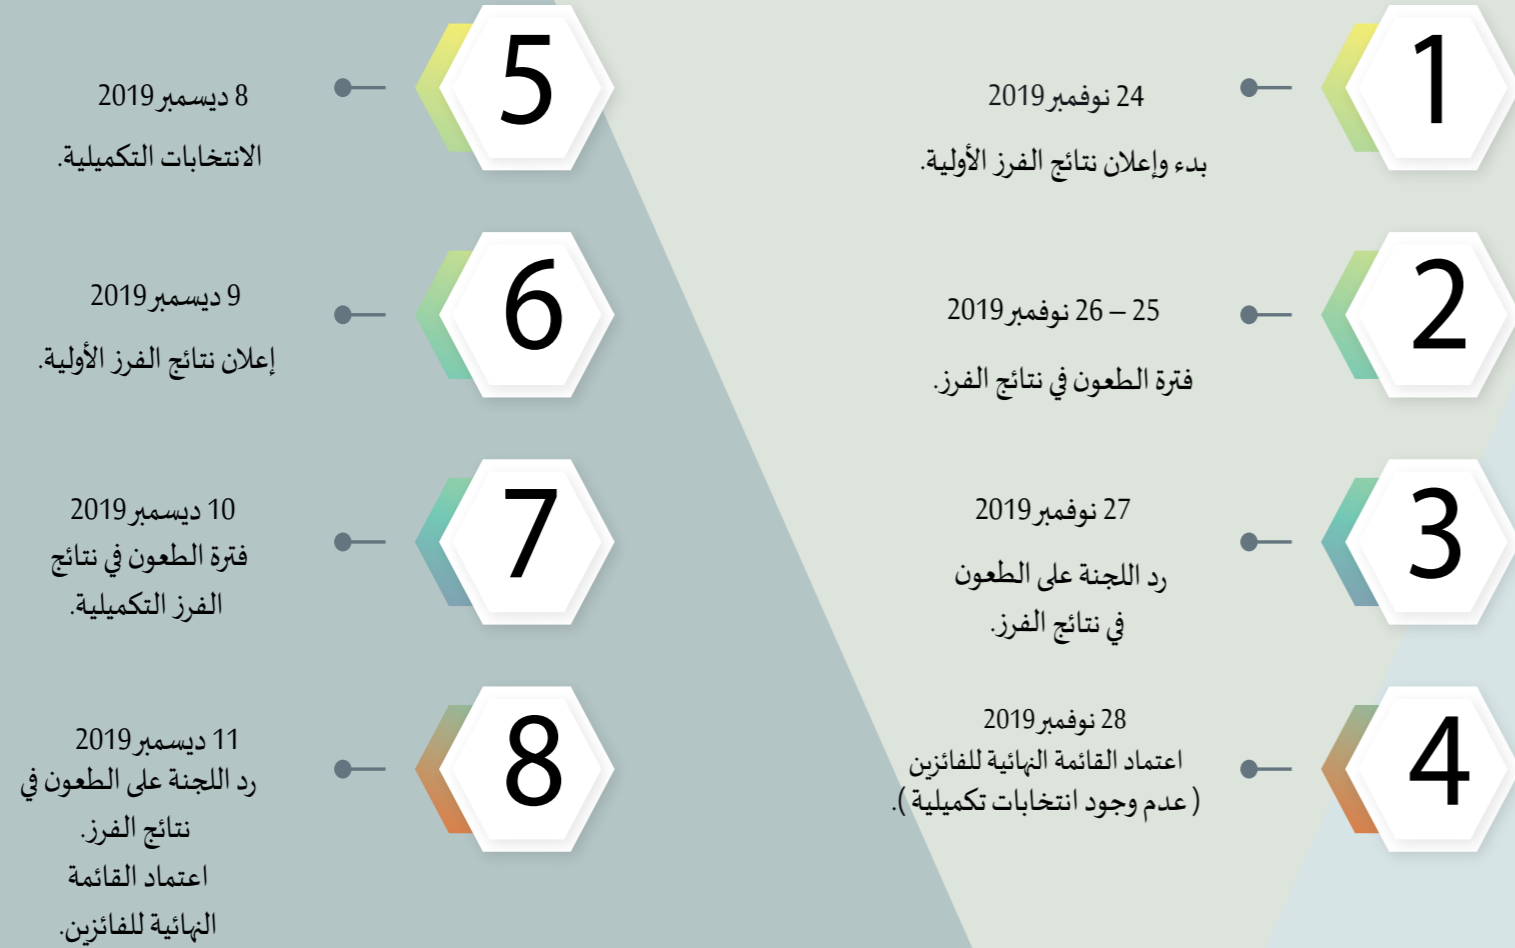 1
24 نوفمبر 2019
بدء وإعلان نتائج الفرز الأولية.
2
25 – 26 نوفمبر 2019
فترة الطعون في نتائج الفرز.
3
27 نوفمبر 2019
رد اللجنة على الطعون
في نتائج الفرز.
4
28 نوفمبر 2019
اعتماد القائمة النهائية للفائزين
( عدم وجود انتخابات تكميلية ).
5
8 ديسمبر 2019
الانتخابات التكميلية.
6
9 ديسمبر 2019
إعلان نتائج الفرز الأولية.
7
10 ديسمبر 2019
فترة الطعون في نتائج
الفرز التكميلية.
8
11 ديسمبر 2019
رد اللجنة على الطعون في
نتائج الفرز.
اعتماد القائمة
النهائية للفائزين.